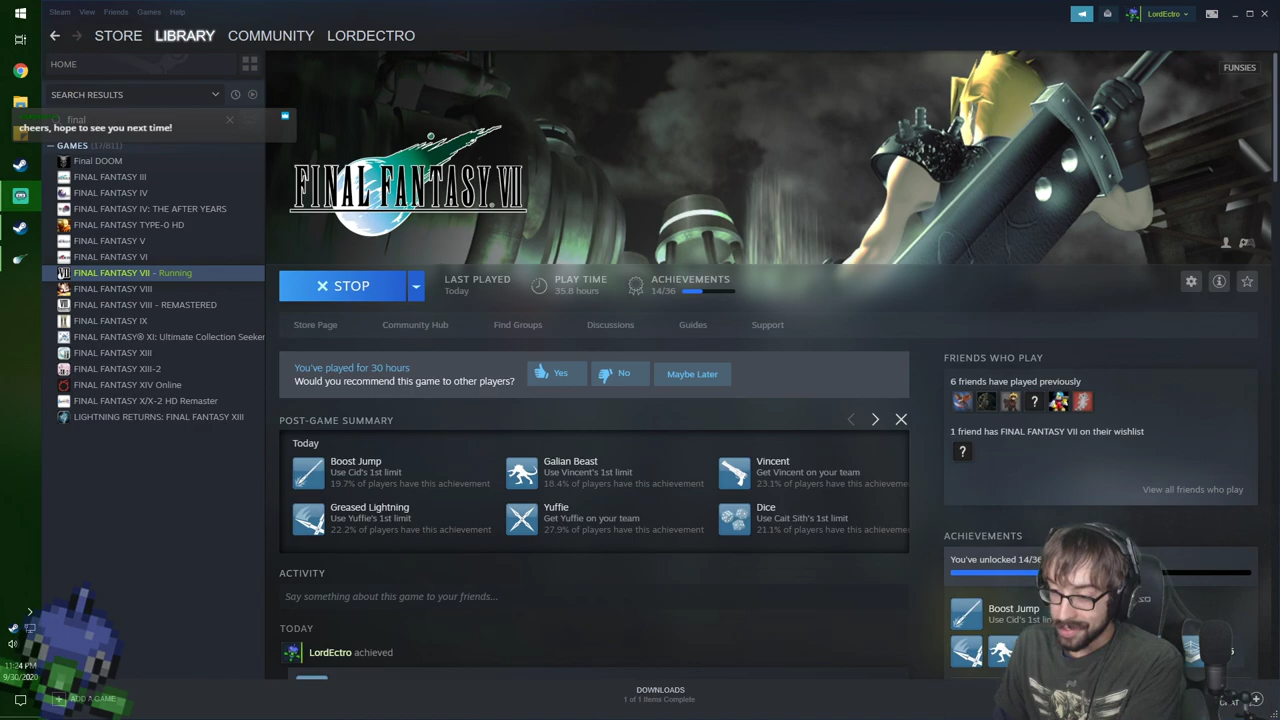 Steam View Friends Games Help
LordEctro
STORE LIBRARY COMMUNITY LORDECTRO
HOME
FUNSIES
SEARCH RESULTS
final
cheers, hope to see you next time!
GAMES (17/811)
Final DOOM
FINAL FANTASY III
FINAL FANTASY IV
FINAL FANTASY IV: THE AFTER YEARS
FINAL FANTASY TYPE-0 HD
FINAL FANTASY V
FINAL FANTASY VI
FINAL FANTASY VII - Running
FINAL FANTASY VIII
FINAL FANTASY VIII - REMASTERED
FINAL FANTASY IX
FINAL FANTASY® XI: Ultimate Collection Seeker
FINAL FANTASY XIII
FINAL FANTASY XIII-2
FINAL FANTASY XIV Online
FINAL FANTASY X/X-2 HD Remaster
LIGHTNING RETURNS: FINAL FANTASY XIII
FINAL FANTASY VII
STOP
LAST PLAYED
Today
PLAY TIME
35.8 hours
ACHIEVEMENTS
14/36
Store Page Community Hub Find Groups Discussions Guides Support
You've played for 30 hours
Would you recommend this game to other players?
Yes No Maybe Later
POST-GAME SUMMARY
Today
Boost Jump
Use Cid's 1st limit
19.7% of players have this achievement
Galian Beast
Use Vincent's 1st limit
18.4% of players have this achievement
Vincent
Get Vincent on your team
23.1% of players have this achieveme
Greased Lightning
Use Yuffie's 1st limit
22.2% of players have this achievement
Yuffie
Get Yuffie on your team
27.9% of players have this achievement
Dice
Use Cait Sith's 1st limit
21.1% of players have this achieveme
ACTIVITY
Say something about this game to your friends...
TODAY
LordEctro achieved
FRIENDS WHO PLAY
6 friends have played previously
1 friend has FINAL FANTASY VII on their wishlist
View all friends who play
ACHIEVEMENTS
You've unlocked 14/36
Boost Jump
Use Cid's 1st lim
11:24 PM
9/30/2020
ADD A GAME
DOWNLOADS
1 of 1 Items Complete
CHAT